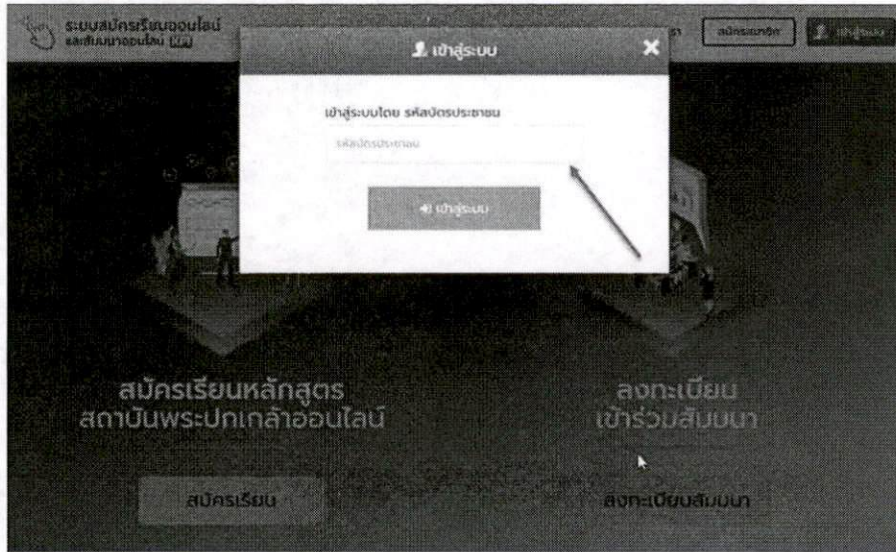 ระบบสมัครเรียนออนไลน์
และสัมมนาออนไลน์ KPI
รา
สมัครสมาชิก
เข้าสู่ระบบ
เข้าสู่ระบบ
เข้าสู่ระบบโดย รหัสบัตรประชาชน
รหัสบัตรประชาชน
เข้าสู่ระบบ
สมัครเรียนหลักสูตร
สถาบันพระปกเกล้าออนไลน์
ลงทะเบียน
เข้าร่วมสัมมนา
สมัครเรียน
ลงทะเบียนสัมมนา